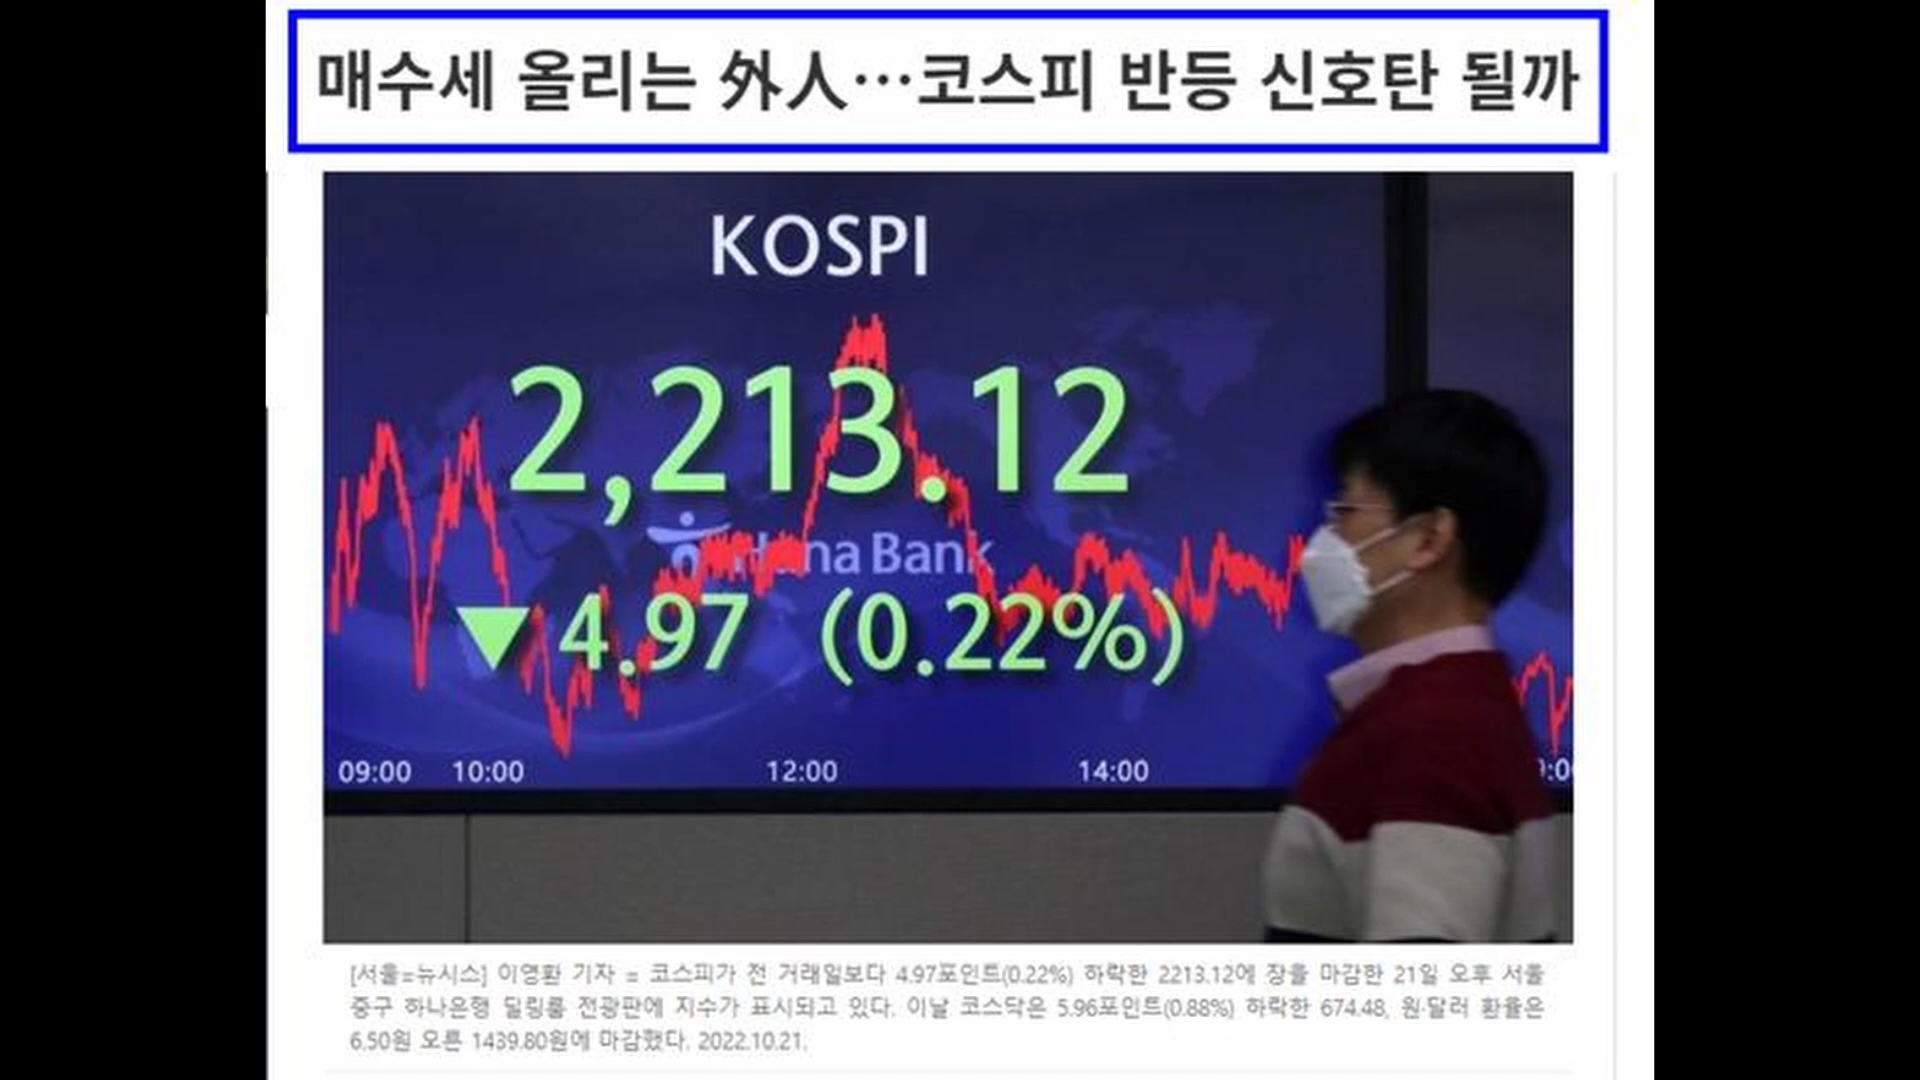 매수세 올리는 外人…코스피 반등 신호탄 될까
KOSPI
2,213.12
Bank
▼4.97 (0.22%)
09:00 10:00 12:00 14:00
[서울=뉴시스] 이영환 기자 = 코스피가 전 거래일보다 4.97포인트(0.22%) 하락한 2213.12에 장을 마감한 21일 오후 서울
중구 하나은행 딜링룸 전광판에 지수가 표시되고 있다. 이날 코스닥은 5.96포인트(0.88%) 하락한 674.48, 원·달러 환율은
6.50원 오른 1439.80원에 마감했다. 2022.10.21.